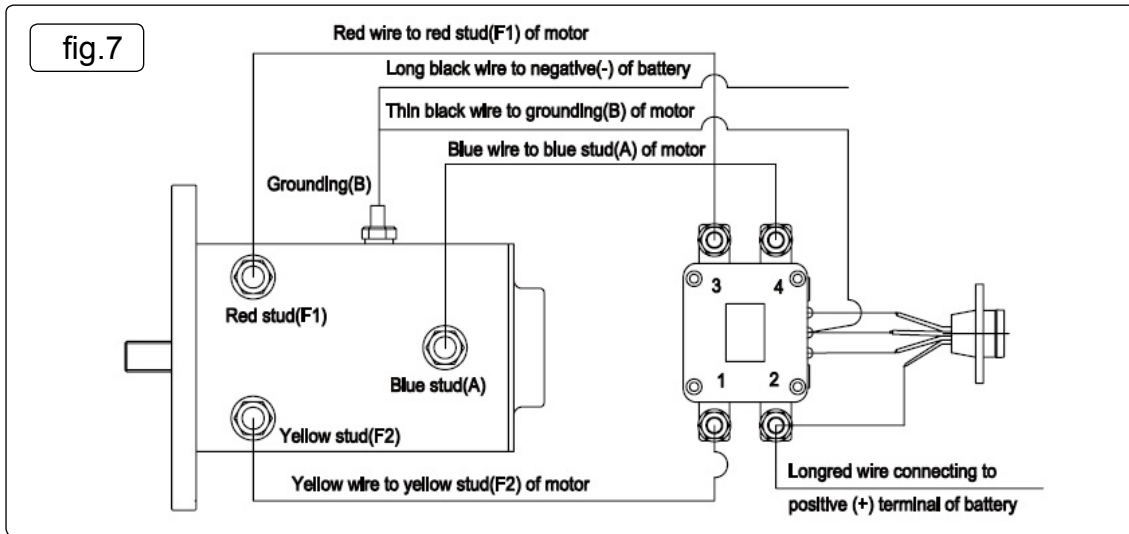 fig.7
Red wire to red stud(F1) of motor
Long black wire to negative(-) of battery
Thin black wire to grounding(B) of motor
Blue wire to blue stud(A) of motor
Grounding(B)
3 4
Red stud(F1)
Blue stud(A)
1 2
Yellow stud(F2)
Yellow wire to yellow stud(F2) of motor
Longred wire connecting to
positive (+) terminal of battery